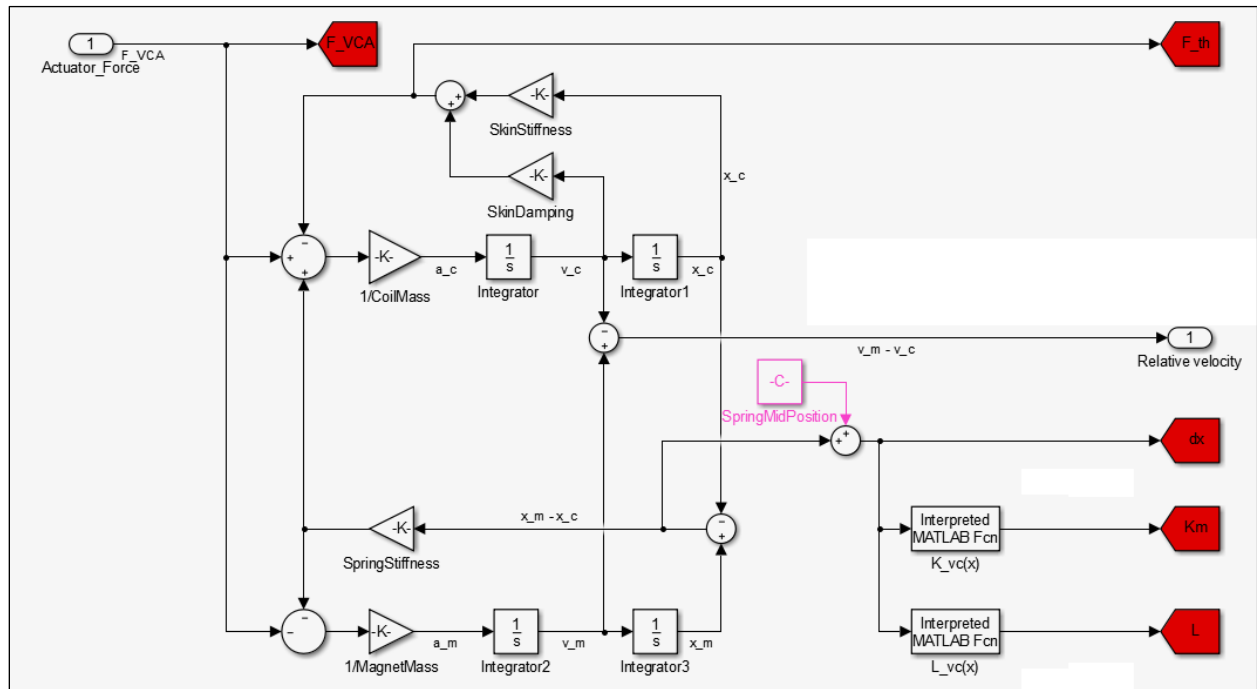 1
F_VCA
Actuator_Force
F_VCA
F_th
-K-
SkinStiffness
-K-
SkinDamping
x_c
-K-
1/CoilMass
a_c
1
s
Integrator
v_c
1
s
Integrator1
x_c
v_m - v_c
1
Relative velocity
-C-
SpringMidPosition
dx
x_m - x_c
-K-
SpringStiffness
Interpreted
MATLAB Fcn
K_vc(x)
Km
-K-
1/MagnetMass
a_m
1
s
Integrator2
v_m
1
s
Integrator3
x_m
Interpreted
MATLAB Fcn
L_vc(x)
L